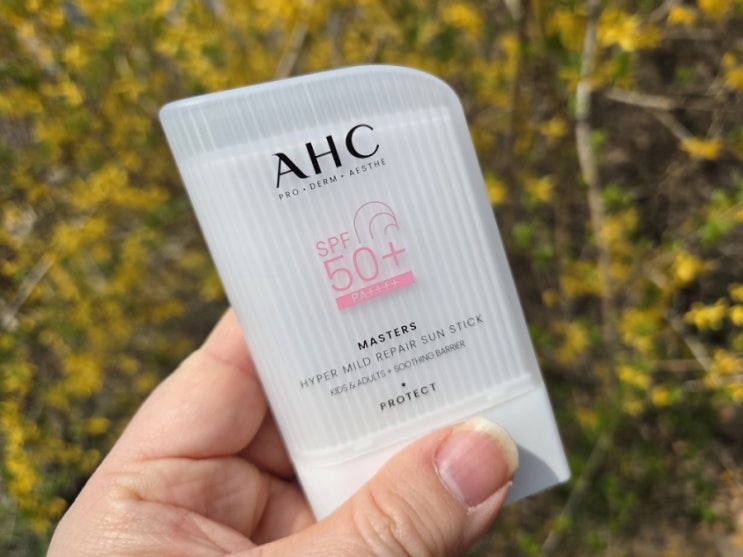 AHC
PRO • DERM • AESTHE
SPF
50+
PA++++
MASTERS
HYPER MILD REPAIR SUN STICK
KIDS & ADULTS + SOOTHING BARRIER
•
PROTECT